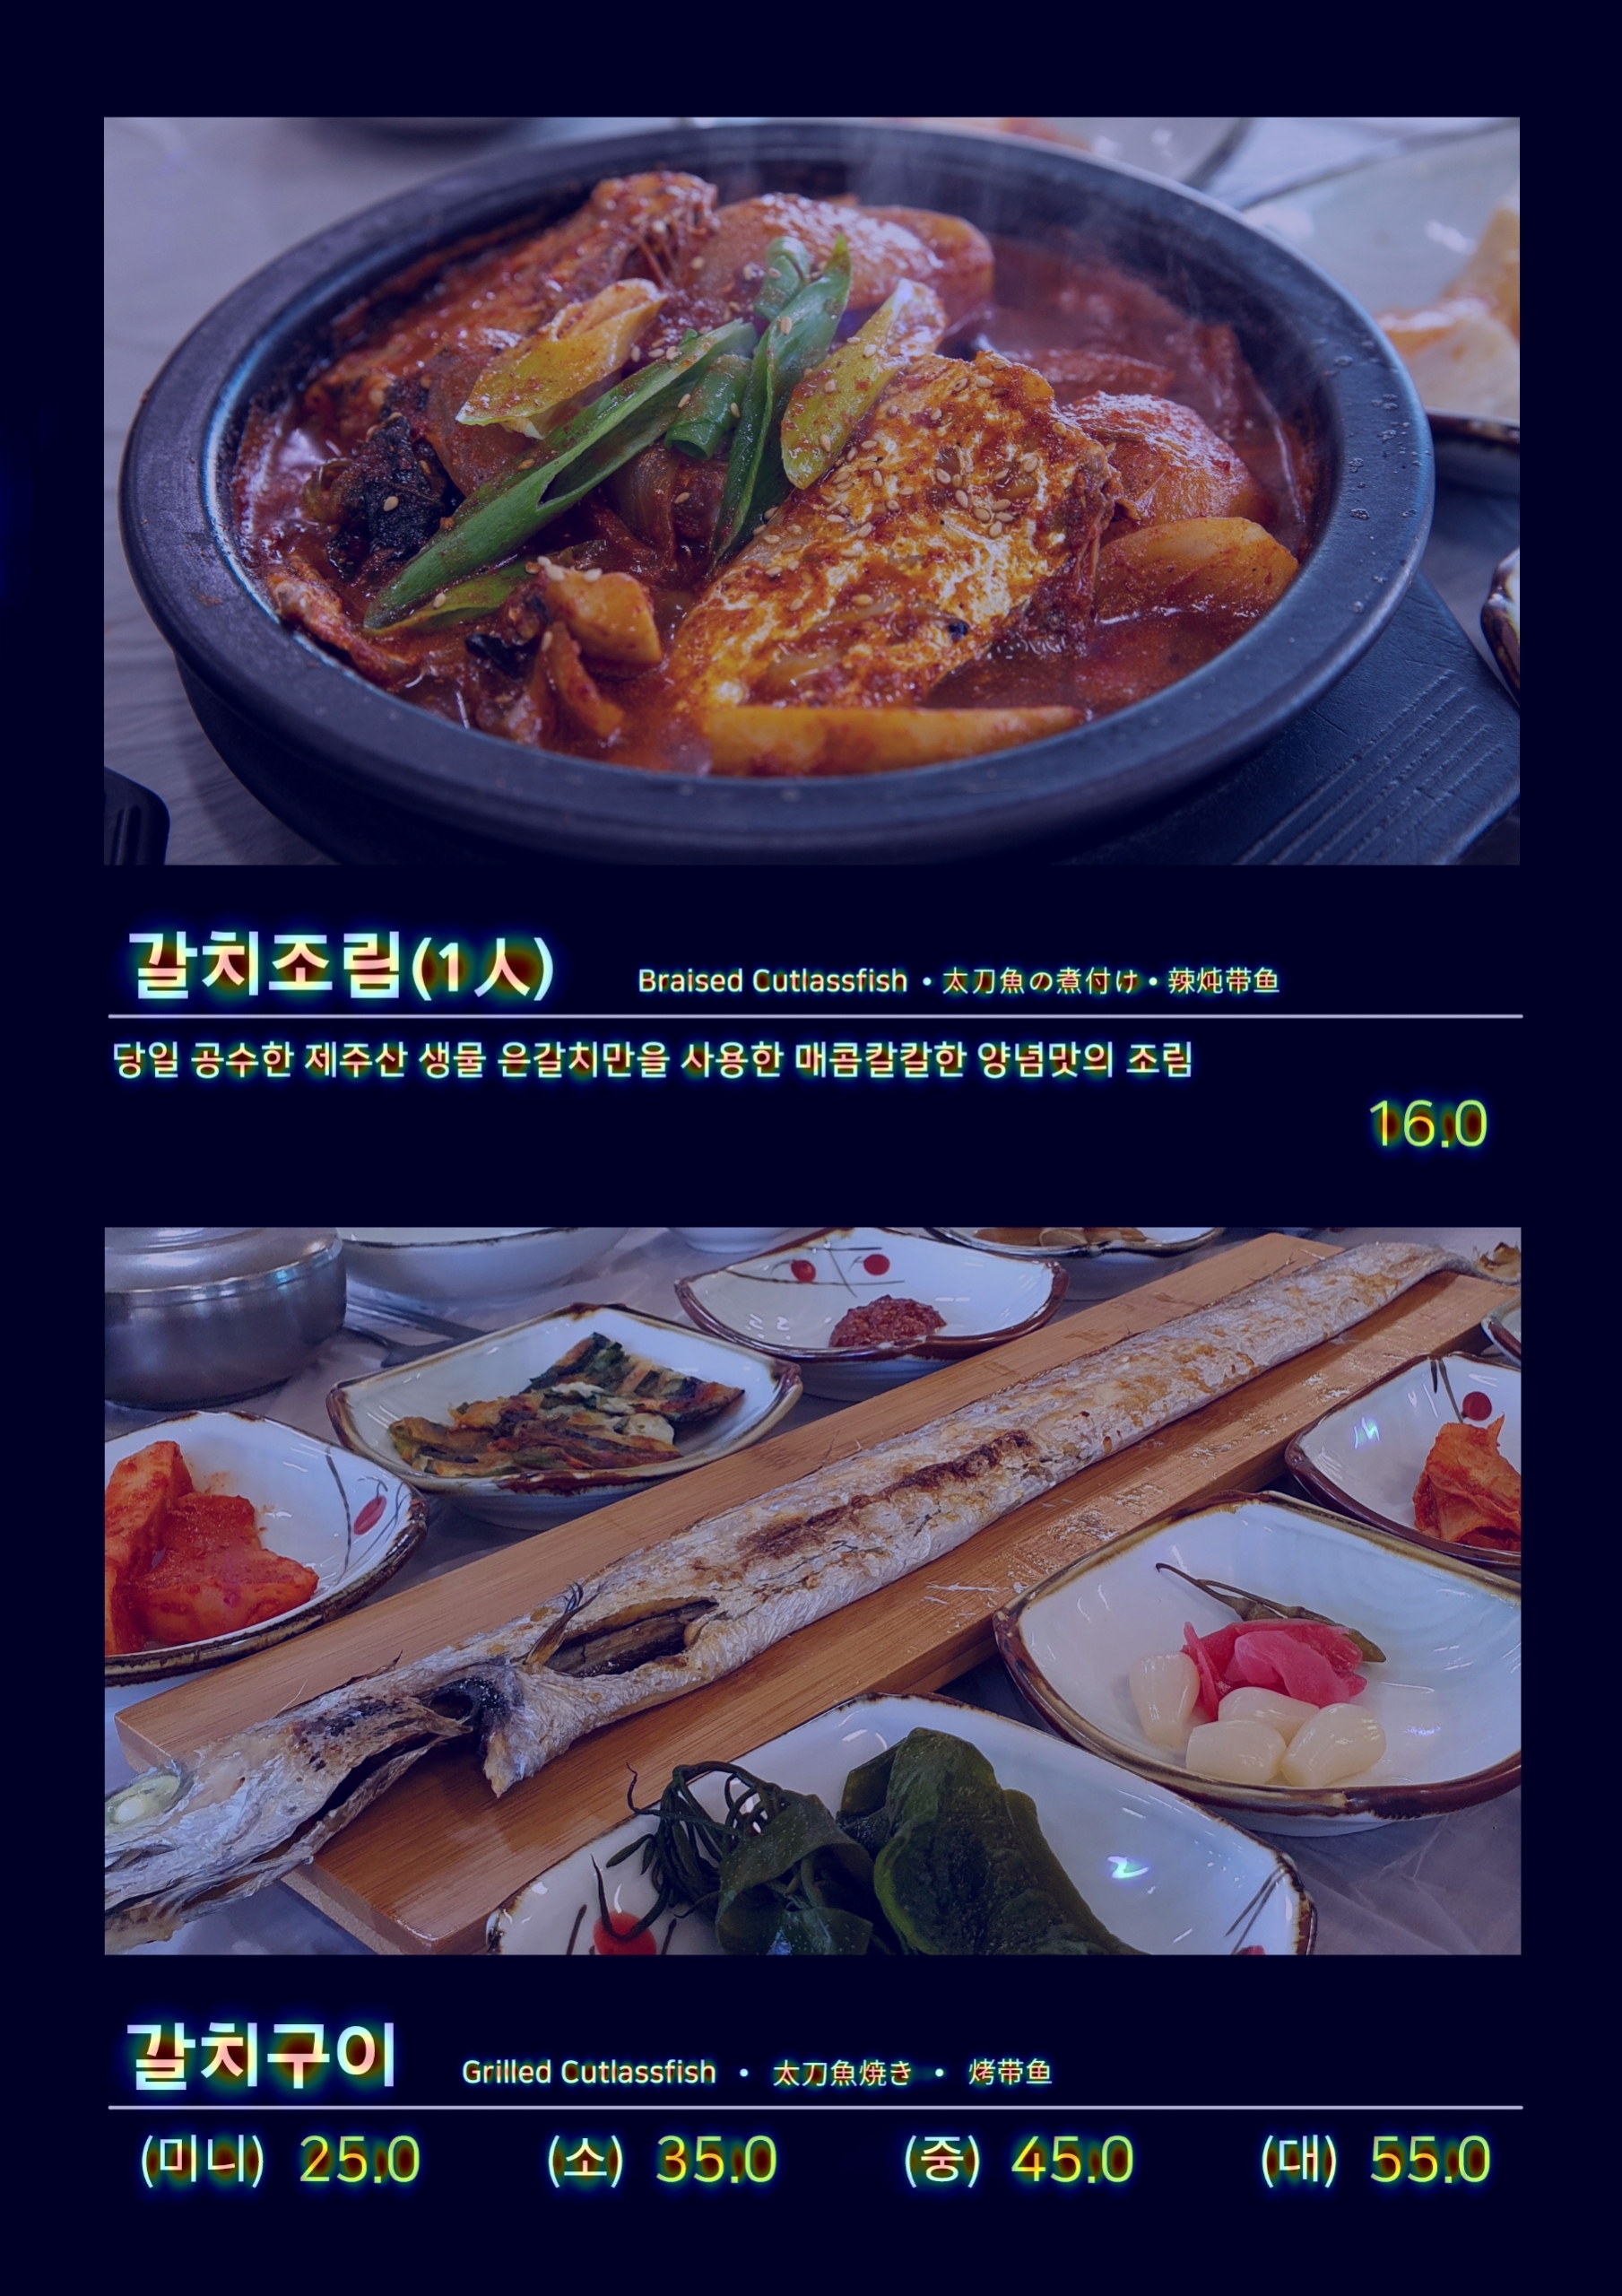 갈치조림(1人) Braised Cutlassfish • 太刀魚の煮付け • 辣炖带鱼
당일 공수한 제주산 생물 은갈치만을 사용한 매콤칼칼한 양념맛의 조림
16.0
갈치구이 Grilled Cutlassfish • 太刀魚焼き • 烤带鱼
(미니) 25.0 (소) 35.0 (중) 45.0 (대) 55.0